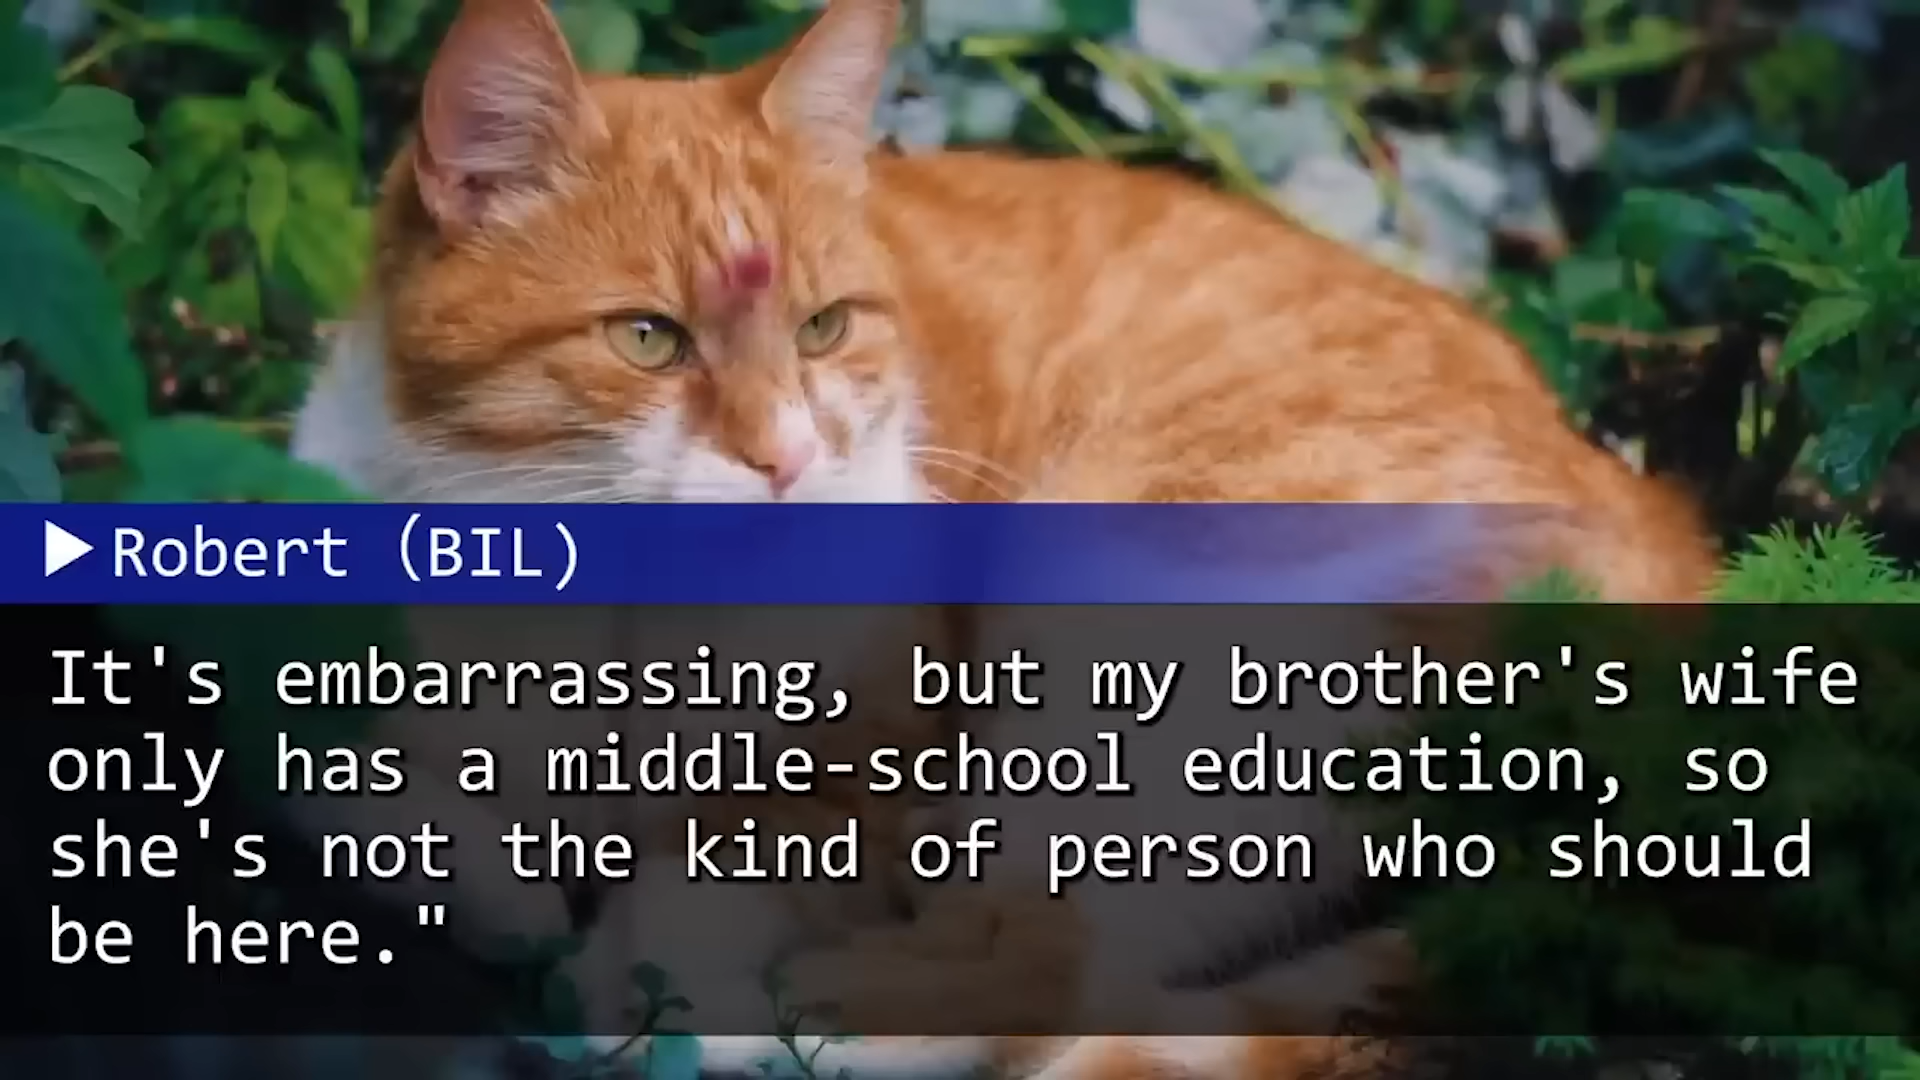 ▶Robert (BIL)
It's embarrassing, but my brother's wife
only has a middle-school education, so
she's not the kind of person who should
be here."